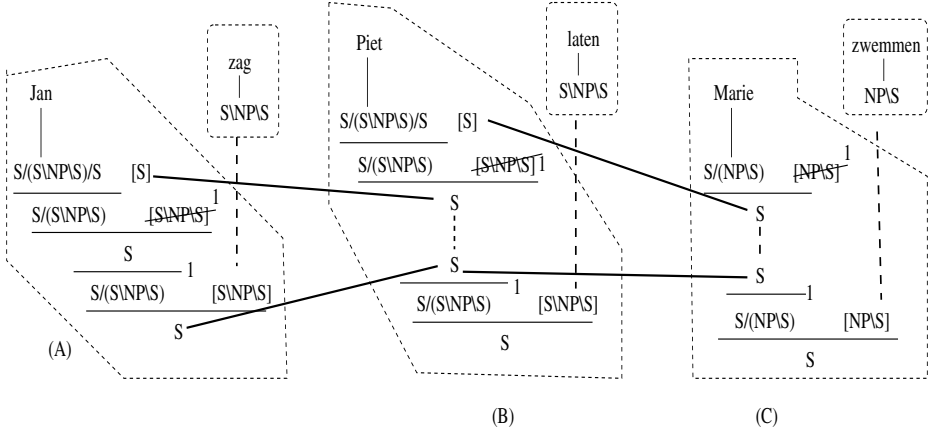 Jan
S/(S\NP\S)/S [S]
S/(S\NP\S) [S\NP\S] 1
S
1
S/(S\NP\S) [S\NP\S]
S
(A)
zag
S\NP\S
Piet
S/(S\NP\S)/S [S]
S/(S\NP\S) [S\NP\S] 1
S
S
1
S/(S\NP\S) [S\NP\S]
S
(B)
laten
S\NP\S
Marie
S/(NP\S) [NP\S] 1
S
S
1
S/(NP\S) [NP\S]
S
(C)
zwemmen
NP\S